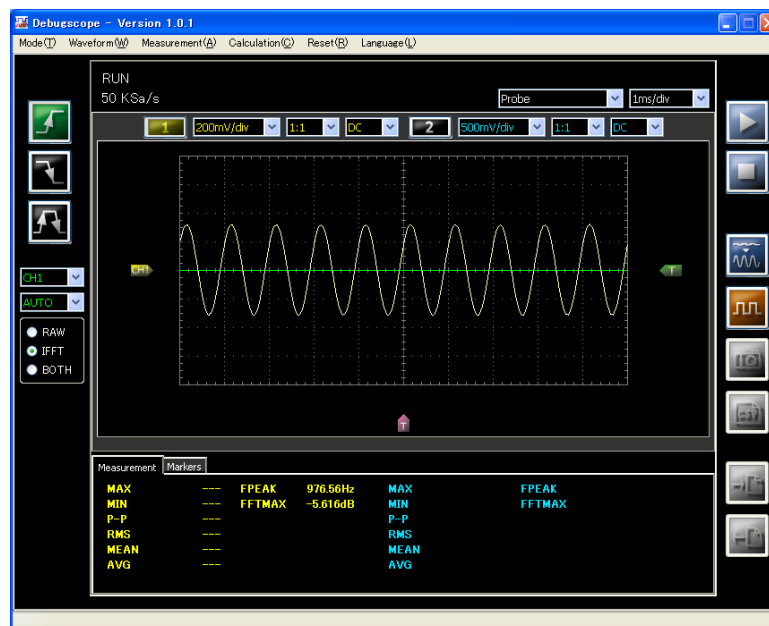 Debugscope - Version 1.0.1
Mode(T) Waveform(W) Measurement(A) Calculation(C) Reset(R) Language(L)
RUN
50 KSa/s
Probe 1ms/div
1 200mV/div 1:1 DC 2 500mV/div 1:1 DC
CH1 T
CH1
AUTO
RAW
IFFT
BOTH
CSV
T
Measurement Markers
MAX --- FPEAK 976.56Hz MAX FPEAK
MIN --- FFTMAX -5.616dB MIN FFTMAX
P-P --- P-P
RMS --- RMS
MEAN --- MEAN
AVG --- AVG